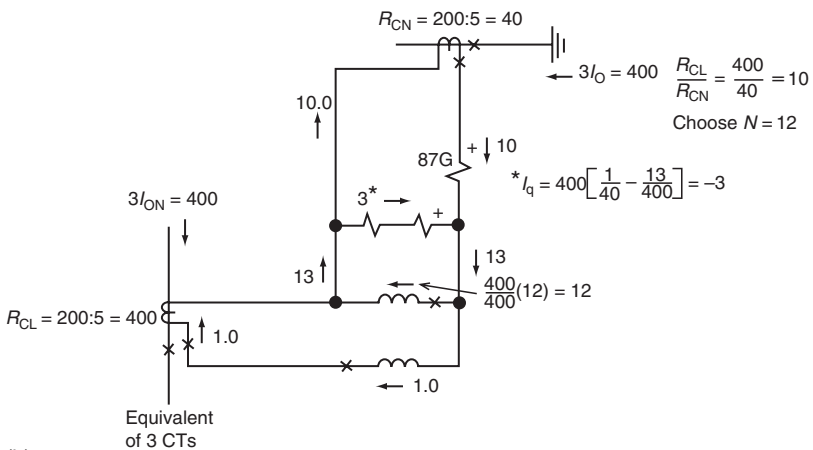 R_CN = 200:5 = 40
3I_O = 400
R_CL/R_CN = 400/40 = 10
Choose N = 12
10.0
87G
+ 10
*I_q = 400[1/40 − 13/400] = −3
3I_ON = 400
3*
+
13
13
400/400 (12) = 12
R_CL = 200:5 = 400
1.0
1.0
Equivalent
of 3 CTs